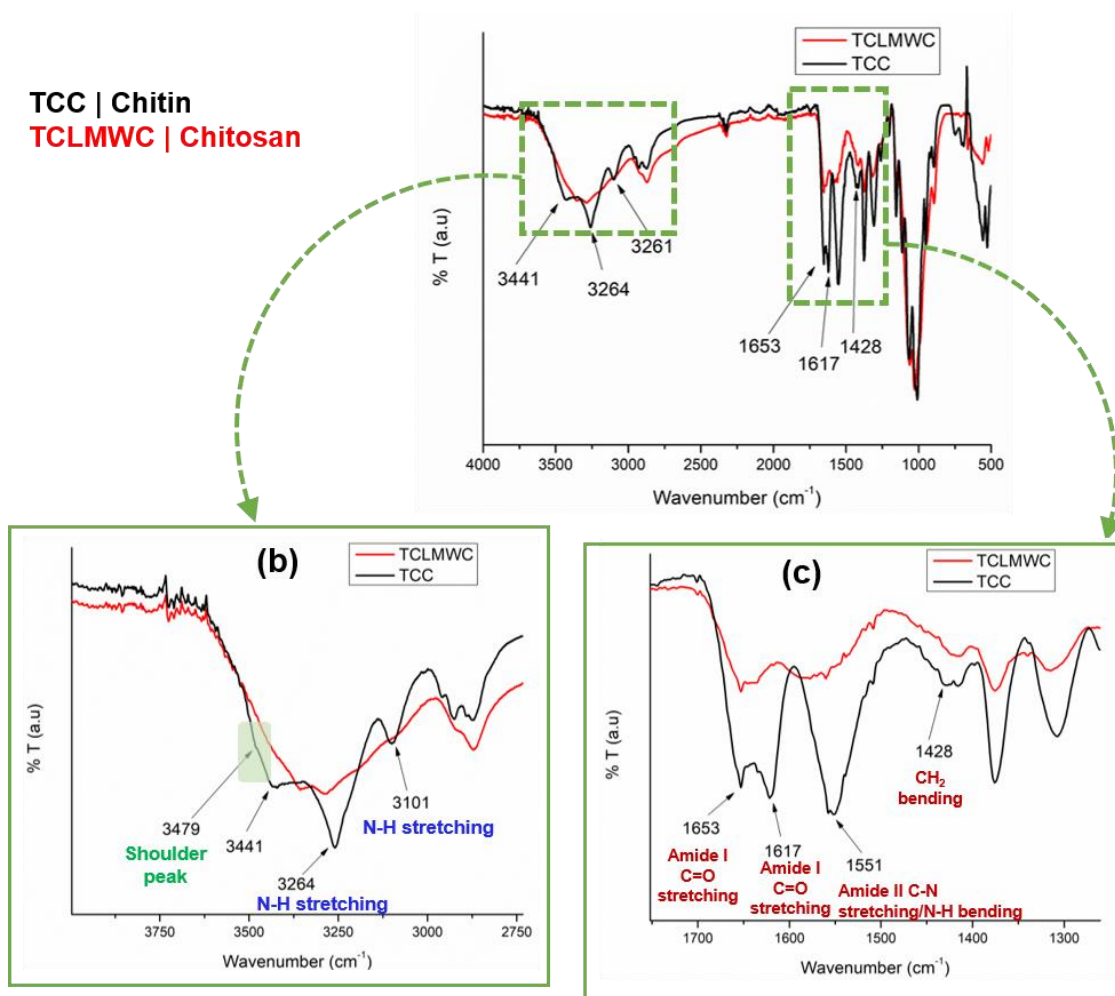 TCC | Chitin
TCLMWC | Chitosan
TCLMWC
TCC
% T (a.u)
3441
3264
3261
1653
1617
1428
4000 3500 3000 2500 2000 1500 1000 500
Wavenumber (cm⁻¹)
(b)
TCLMWC
TCC
% T (a.u)
3479
Shoulder
peak
3441
3264
N-H stretching
3101
N-H stretching
3750 3500 3250 3000 2750
Wavenumber (cm⁻¹)
(c)
TCLMWC
TCC
% T (a.u)
1653
Amide I
C=O
stretching
1617
Amide I
C=O
stretching
1551
Amide II C-N
stretching/N-H bending
1428
CH₂
bending
1700 1600 1500 1400 1300
Wavenumber (cm⁻¹)